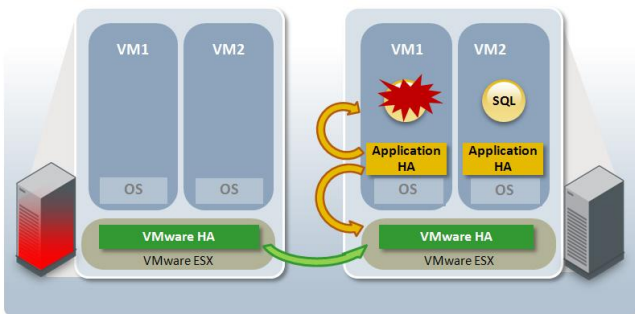 VM1
VM2
OS
OS
VMware HA
VMware ESX
VM1
VM2
SQL
Application
HA
Application
HA
OS
OS
VMware HA
VMware ESX